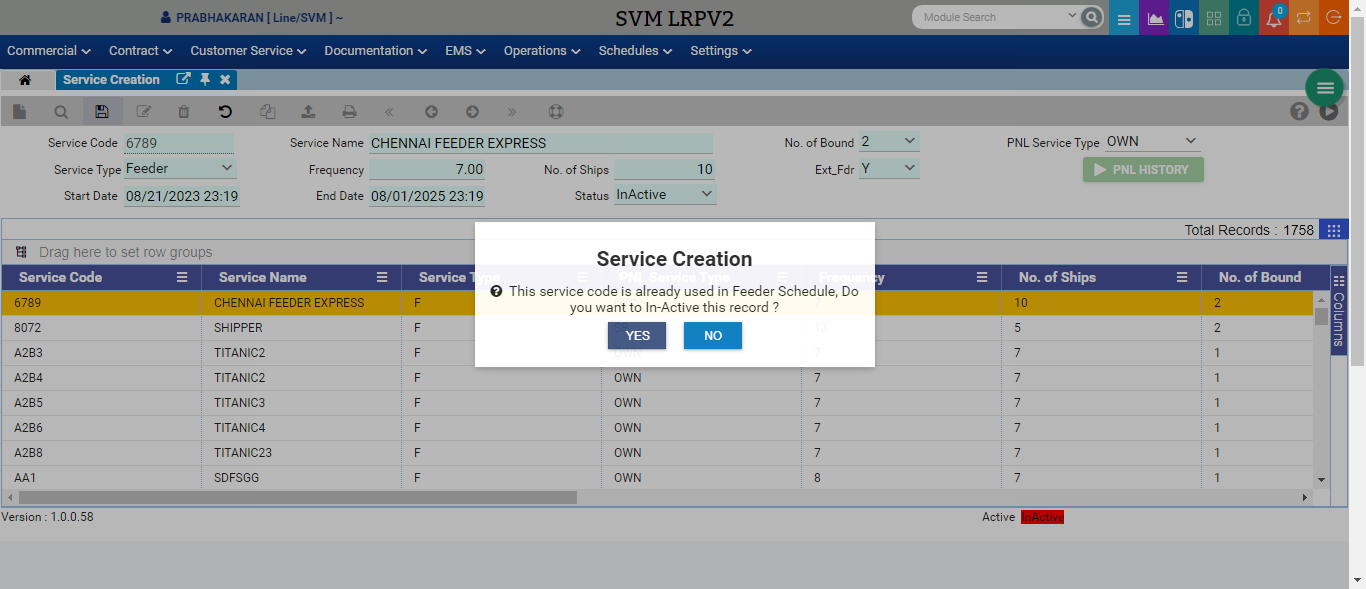 PRABHAKARAN [ Line/SVM ] ~
SVM LRPV2
Module Search
0
Commercial
Contract
Customer Service
Documentation
EMS
Operations
Schedules
Settings
Service Creation
Service Code 6789
Service Name CHENNAI FEEDER EXPRESS
No. of Bound 2
PNL Service Type OWN
Service Type Feeder
Frequency 7.00
No. of Ships 10
Ext_Fdr Y
PNL HISTORY
Start Date 08/21/2023 23:19
End Date 08/01/2025 23:19
Status InActive
Total Records : 1758
Drag here to set row groups
Service Code Service Name Service Type PNL Service Type Frequency No. of Ships No. of Bound
Columns
Service Creation
This service code is already used in Feeder Schedule, Do
you want to In-Active this record ?
YES
NO
6789 CHENNAI FEEDER EXPRESS F 10 2
8072 SHIPPER F 13 5 2
A2B3 TITANIC2 F OWN 7 7 1
A2B4 TITANIC2 F OWN 7 7 1
A2B5 TITANIC3 F OWN 7 7 1
A2B6 TITANIC4 F OWN 7 7 1
A2B8 TITANIC23 F OWN 7 7 1
AA1 SDFSGG F OWN 8 7 1
Version : 1.0.0.58
Active InActive